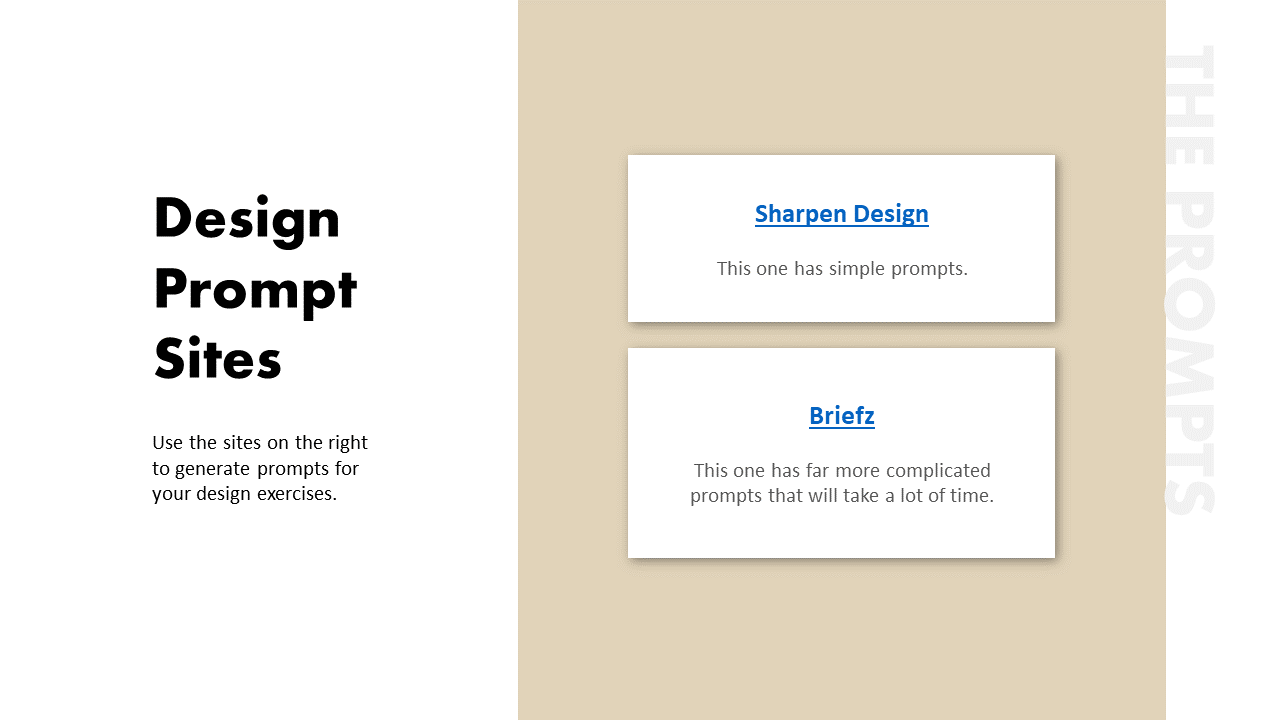 Design
Prompt
Sites
Use the sites on the right
to generate prompts for
your design exercises.
Sharpen Design
This one has simple prompts.
Briefz
This one has far more complicated
prompts that will take a lot of time.
THE PROMPTS